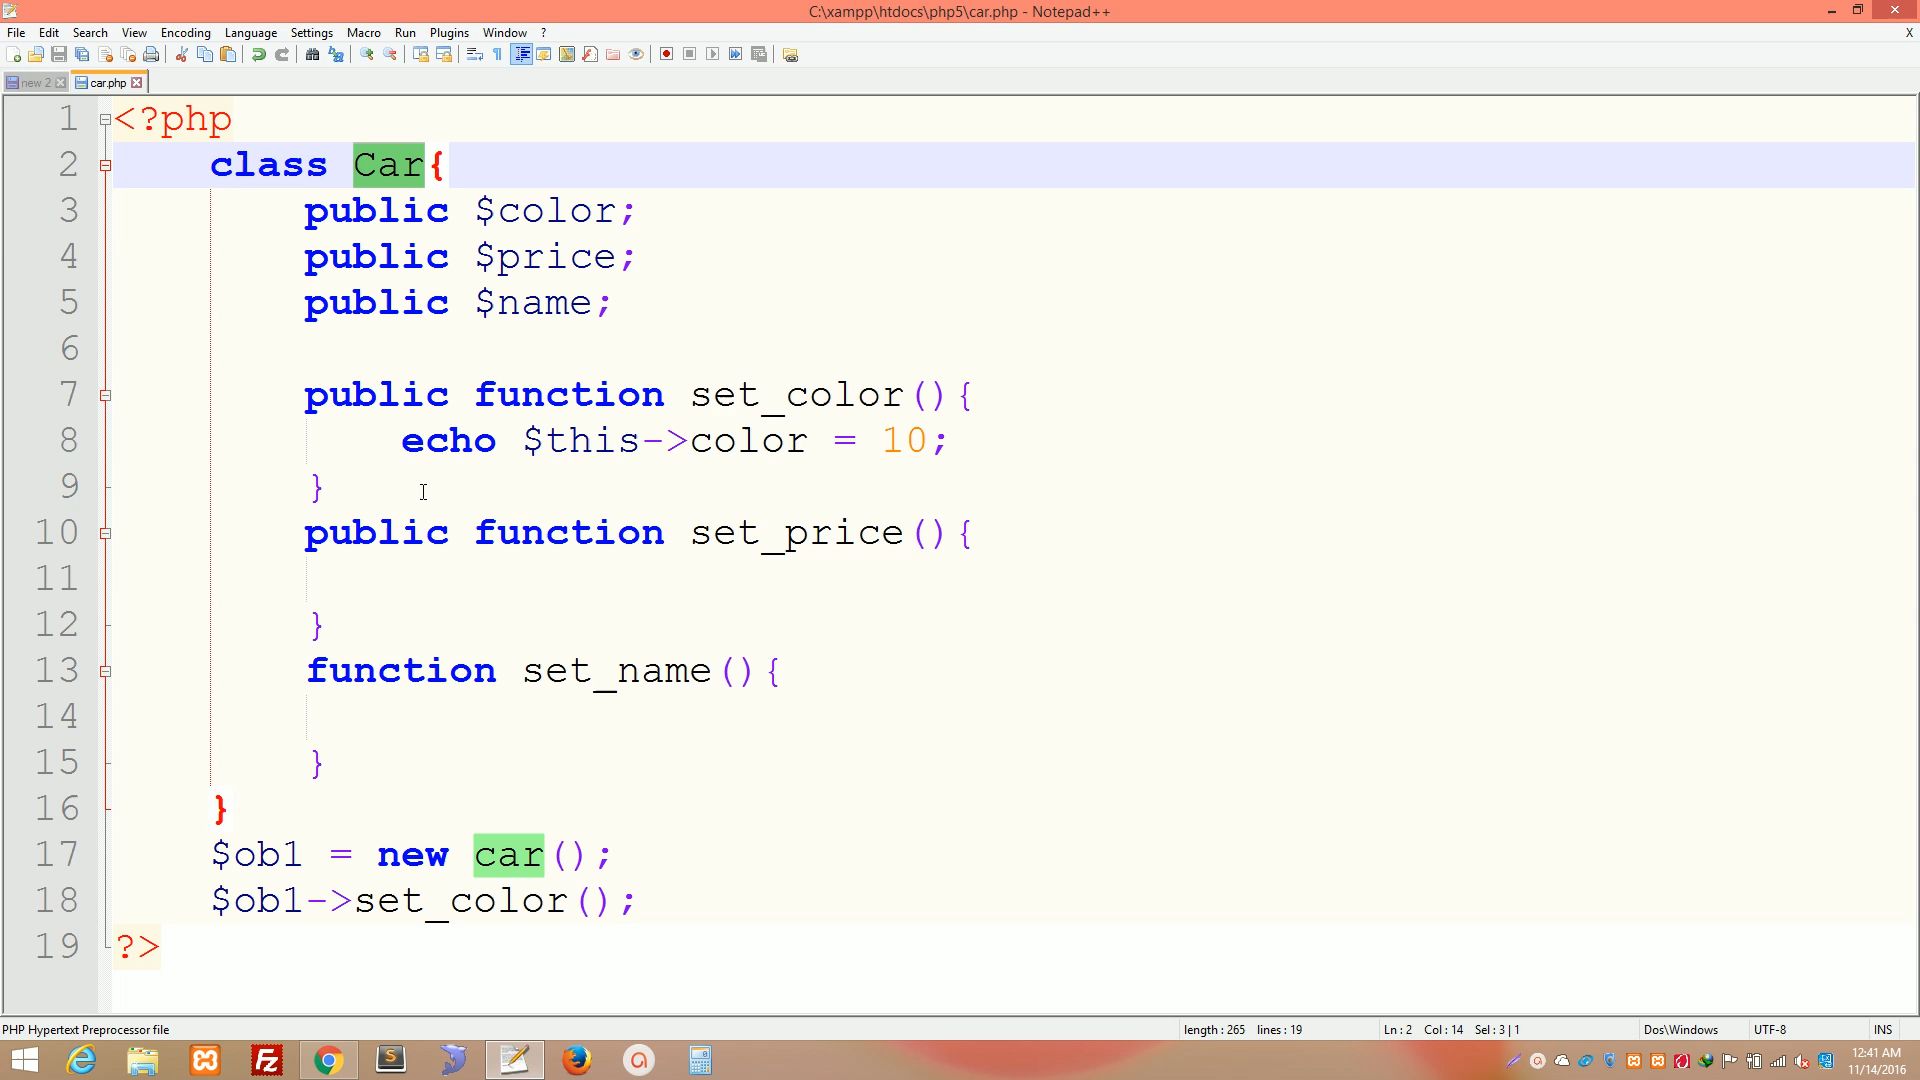 C:\xampp\htdocs\php5\car.php - Notepad++
File Edit Search View Encoding Language Settings Macro Run Plugins Window ? X
new 2 car.php
1 <?php
2 class Car{
3 public $color;
4 public $price;
5 public $name;
6
7 public function set_color(){
8 echo $this->color = 10;
9 }
10 public function set_price(){
11
12 }
13 function set_name(){
14
15 }
16 }
17 $ob1 = new car();
18 $ob1->set_color();
19 ?>
PHP Hypertext Preprocessor file length : 265 lines : 19 Ln : 2 Col : 14 Sel : 3 | 1 Dos\Windows UTF-8 INS
12:41 AM
11/14/2016